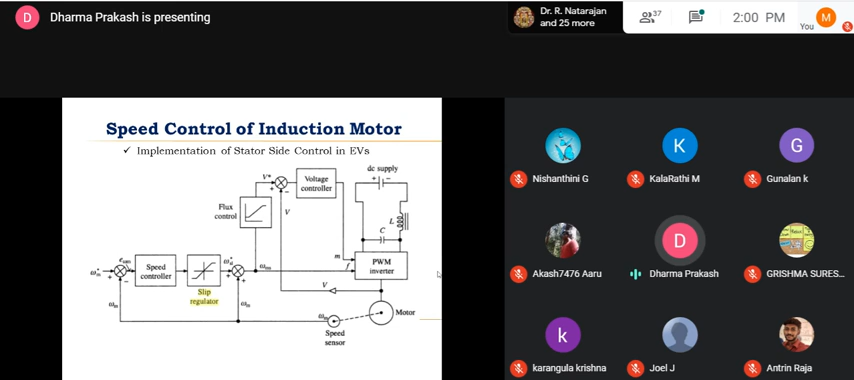 D Dharma Prakash is presenting
Dr. R. Natarajan
and 25 more
37
2:00 PM
You
M
Speed Control of Induction Motor
✓ Implementation of Stator Side Control in EVs
V*
+
−
Voltage
controller
dc supply
+ −
Flux
control
V
L
C
m
f
PWM
inverter
ω*m
+
−
Speed
controller
Slip
regulator
+
+
V
ωm
ωm
ωm
Motor
Speed
sensor
Nishanthini G
K
KalaRathi M
G
Gunalan k
Akash7476 Aaru
D
Dharma Prakash
GRISHMA SURES...
k
karangula krishna
Joel J
Antrin Raja